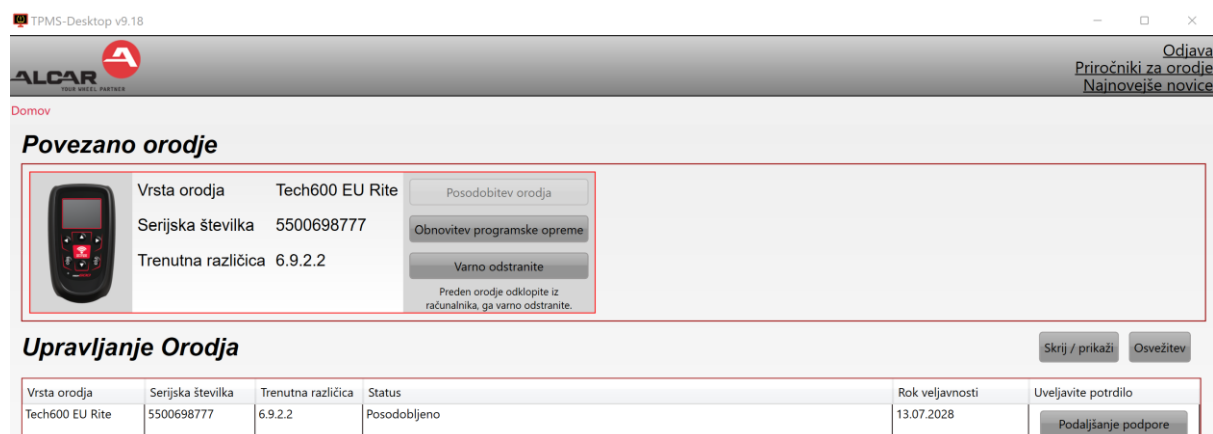 TPMS-Desktop v9.18
ALCAR
YOUR WHEEL PARTNER
Odjava
Priročniki za orodje
Najnovejše novice
Domov
Povezano orodje
Vrsta orodja Tech600 EU Rite
Serijska številka 5500698777
Trenutna različica 6.9.2.2
Posodobitev orodja
Obnovitev programske opreme
Varno odstranite
Preden orodje odklopite iz
računalnika, ga varno odstranite.
Upravljanje Orodja
Skrij / prikaži Osvežitev
Vrsta orodja Serijska številka Trenutna različica Status Rok veljavnosti Uveljavite potrdilo
Tech600 EU Rite 5500698777 6.9.2.2 Posodobljeno 13.07.2028 Podaljšanje podpore